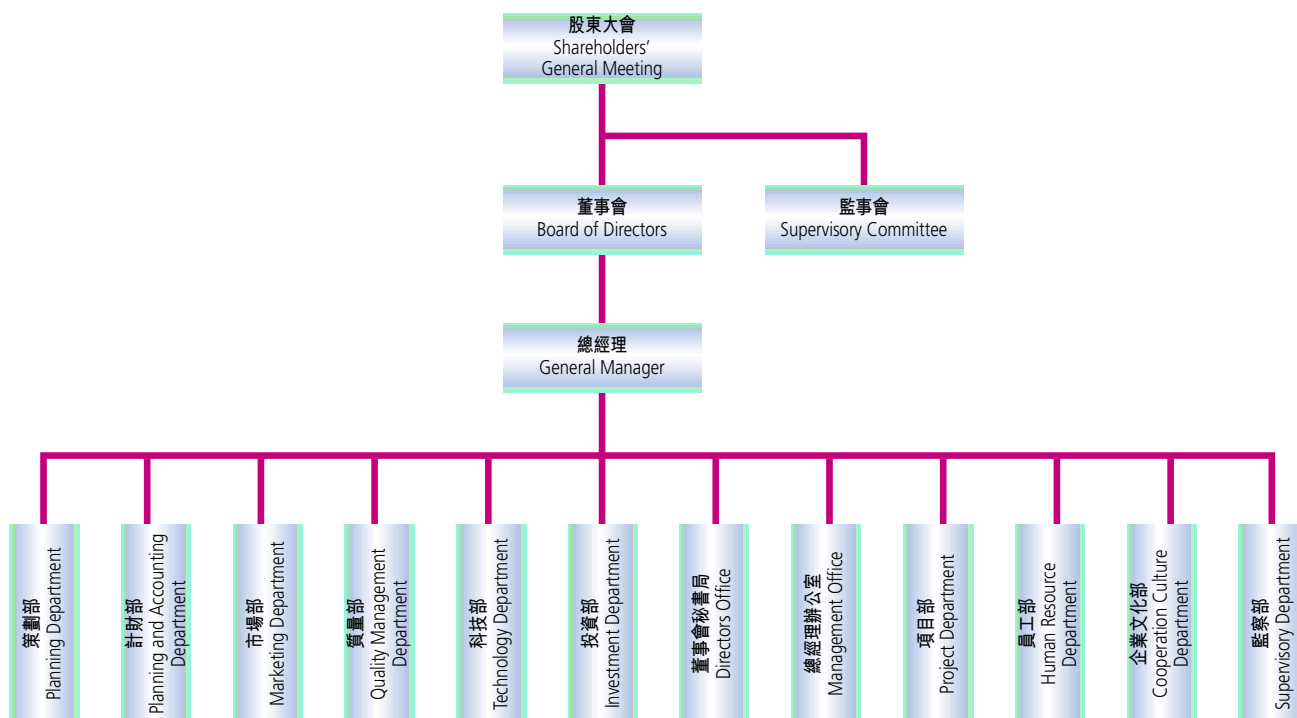 股東大會
Shareholders’
General Meeting
董事會
Board of Directors
監事會
Supervisory Committee
總經理
General Manager
策劃部
Planning Department
計財部
Planning and Accounting
Department
市場部
Marketing Department
質量部
Quality Management
Department
科技部
Technology Department
投資部
Investment Department
董事會秘書局
Directors Office
總經理辦公室
Management Office
項目部
Project Department
員工部
Human Resource
Department
企業文化部
Cooperation Culture
Department
監察部
Supervisory Department